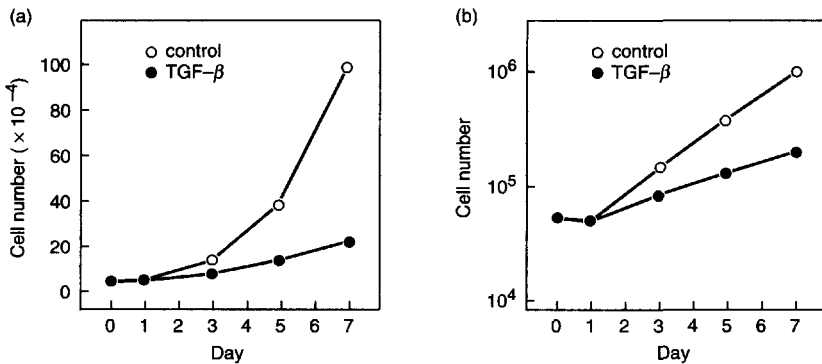 (a)
control
TGF–β
Cell number ( × 10⁻⁴)
100
80
60
40
20
0
0 1 2 3 4 5 6 7
Day
(b)
control
TGF–β
Cell number
10⁶
10⁵
10⁴
0 1 2 3 4 5 6 7
Day